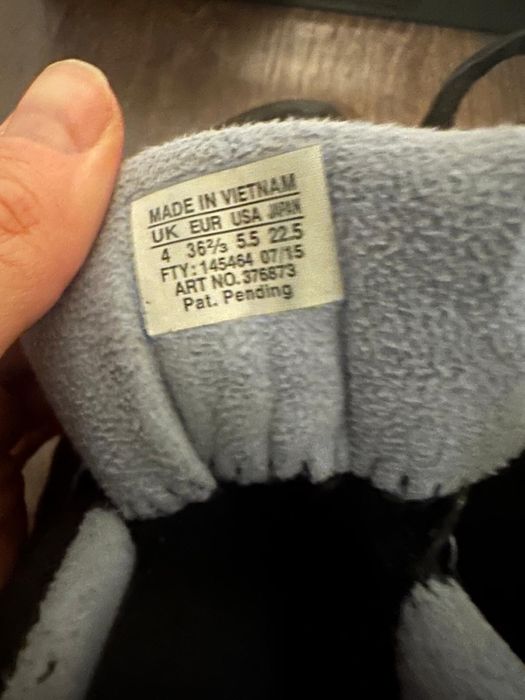 MADE IN VIETNAM
UK EUR USA JAPAN
4 36⅔ 5.5 22.5
FTY: 145464 07/15
ART NO. 376873
Pat. Pending